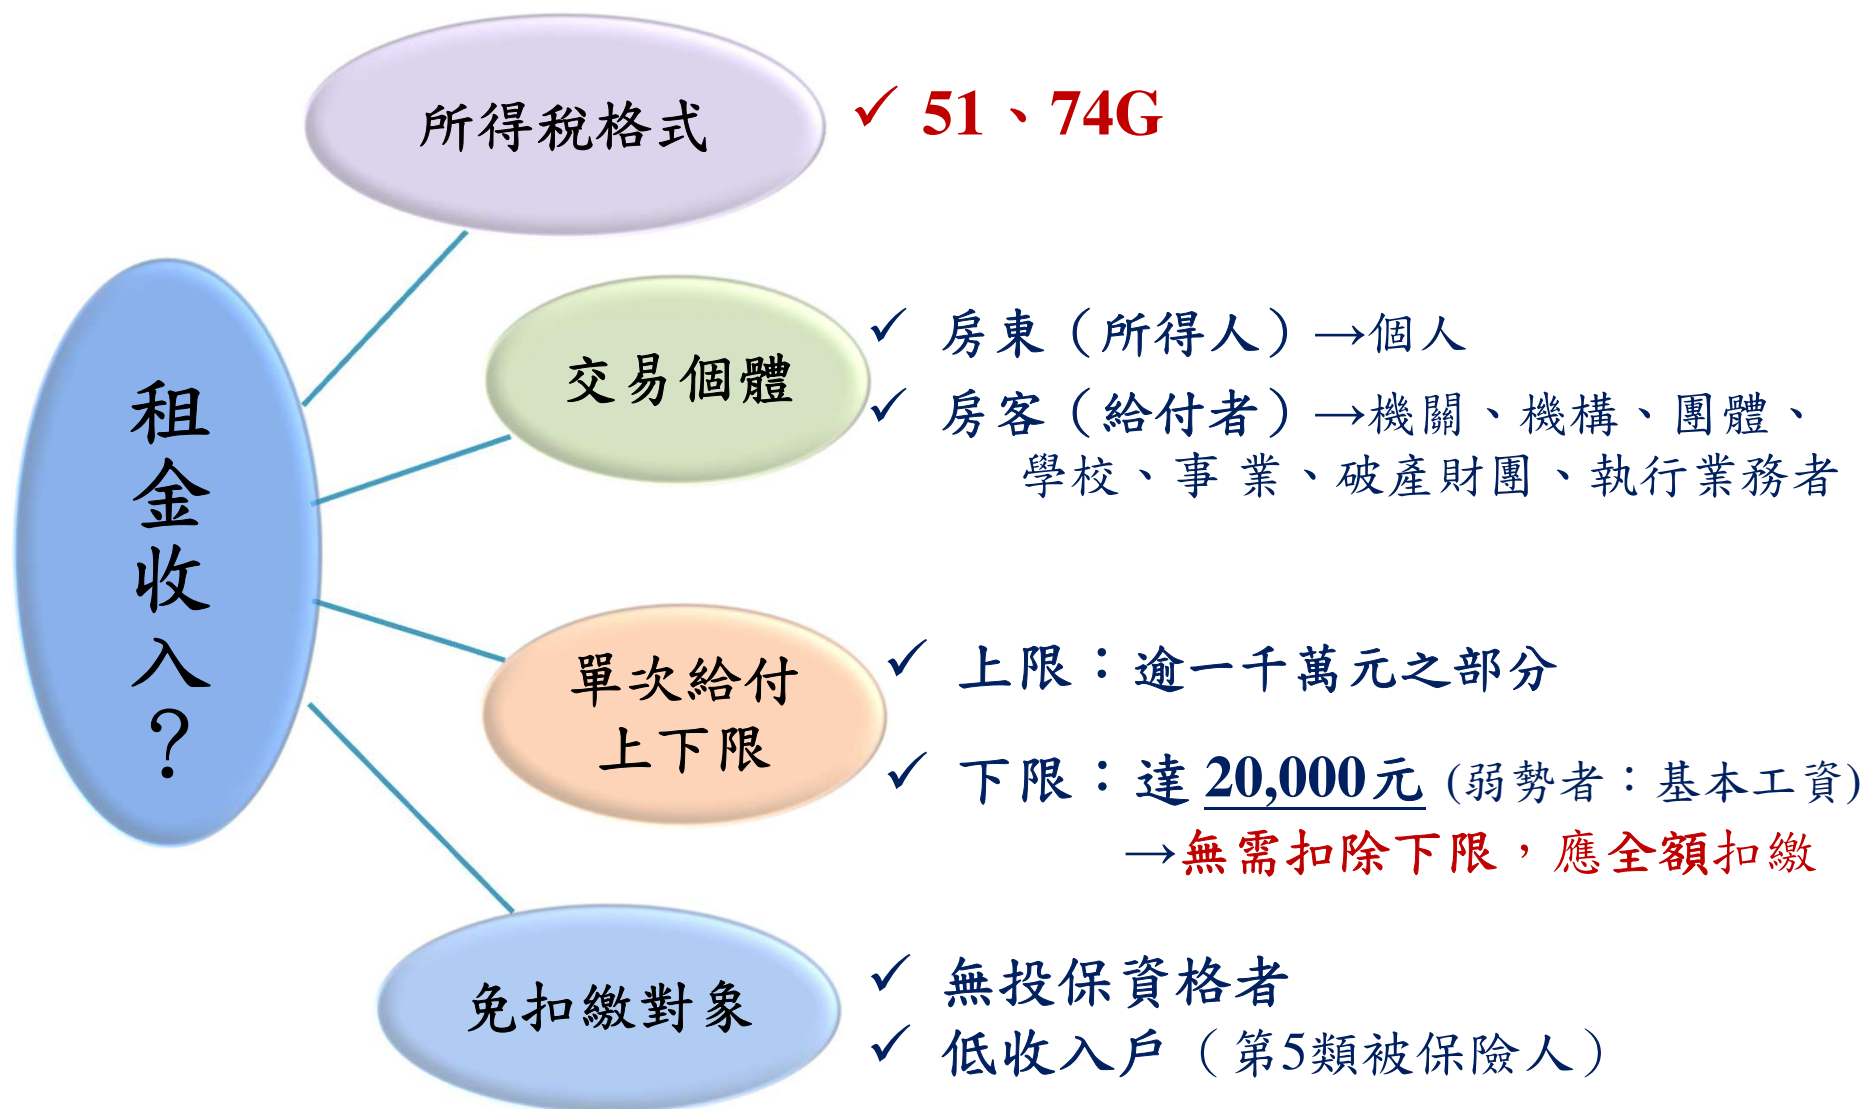 租金收入?
所得稅格式
✓ 51、74G
交易個體
✓ 房東（所得人）→個人
✓ 房客（給付者）→機關、機構、團體、
學校、事 業、破產財團、執行業務者
單次給付
上下限
✓ 上限：逾一千萬元之部分
✓ 下限：達 20,000元 (弱勢者：基本工資)
→無需扣除下限，應全額扣繳
免扣繳對象
✓ 無投保資格者
✓ 低收入戶（第5類被保險人）